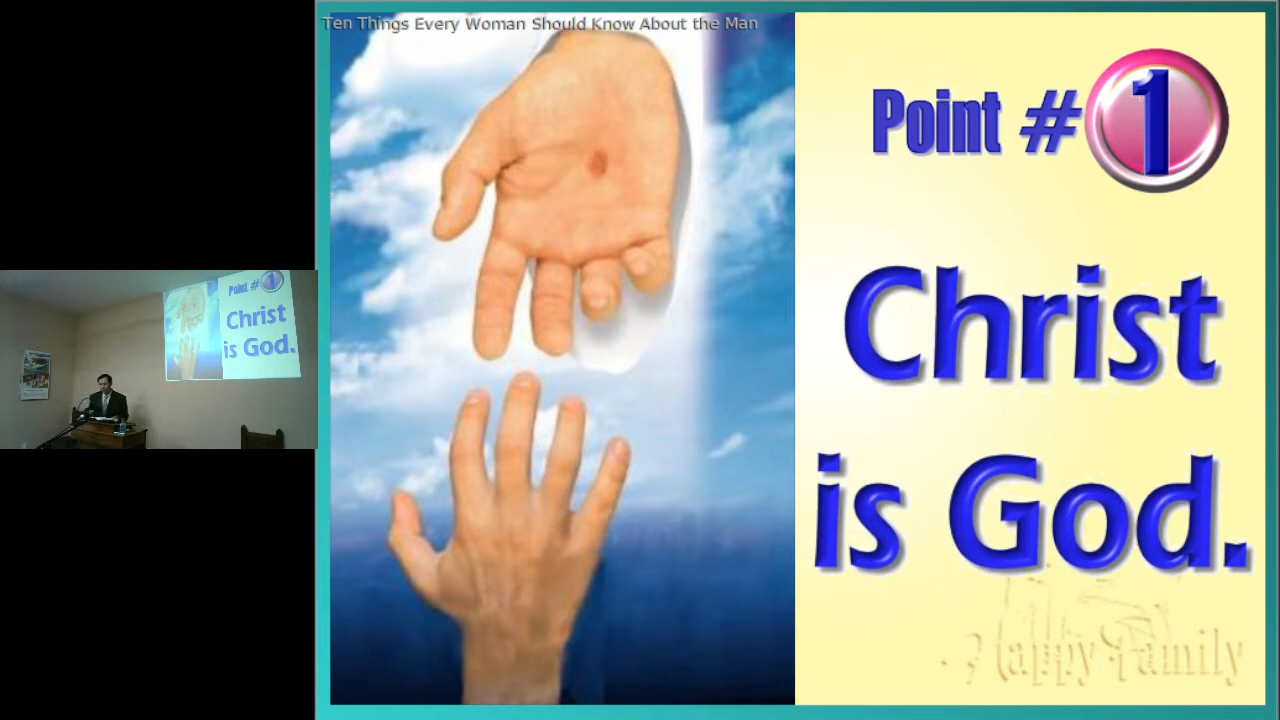 Ten Things Every Woman Should Know About the Man
Point # 1
Christ
is God.
Happy Family
Point # 1
Christ
is God.